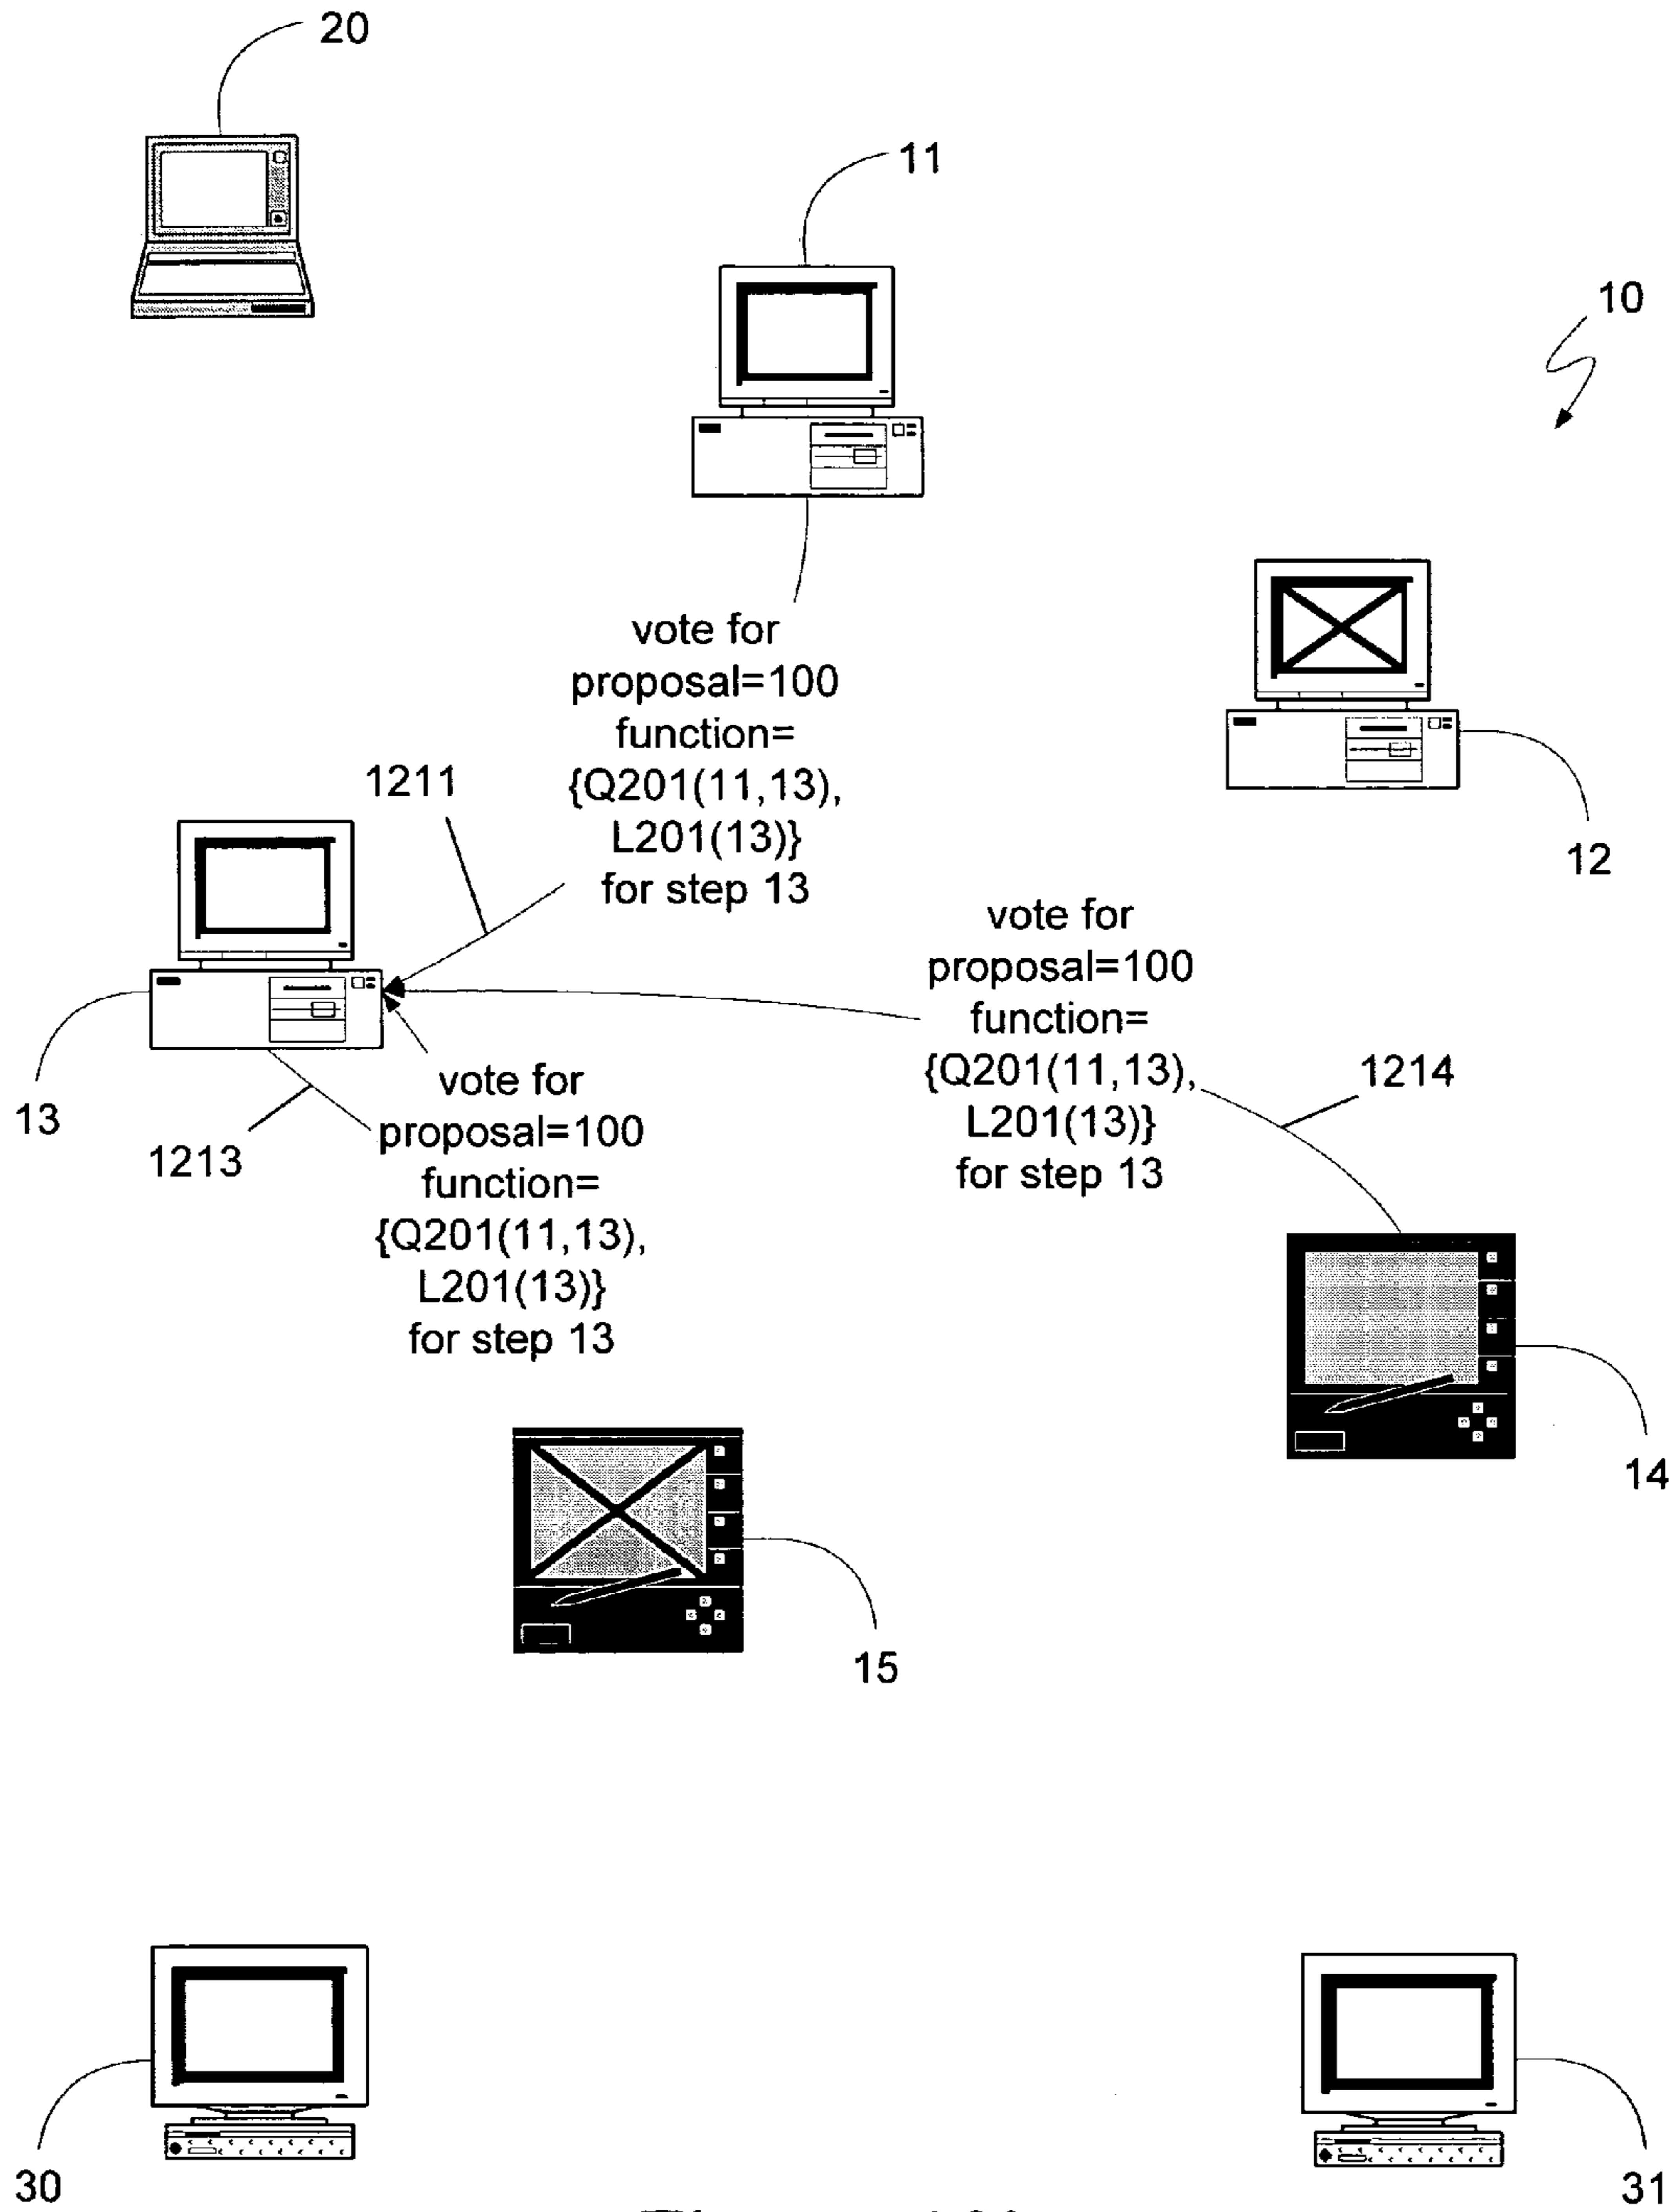 20
11
10
vote for
proposal=100
function=
{Q201(11,13),
L201(13)}
for step 13
1211
12
vote for
proposal=100
function=
{Q201(11,13),
L201(13)}
for step 13
1214
13
1213
vote for
proposal=100
function=
{Q201(11,13),
L201(13)}
for step 13
14
15
30
31